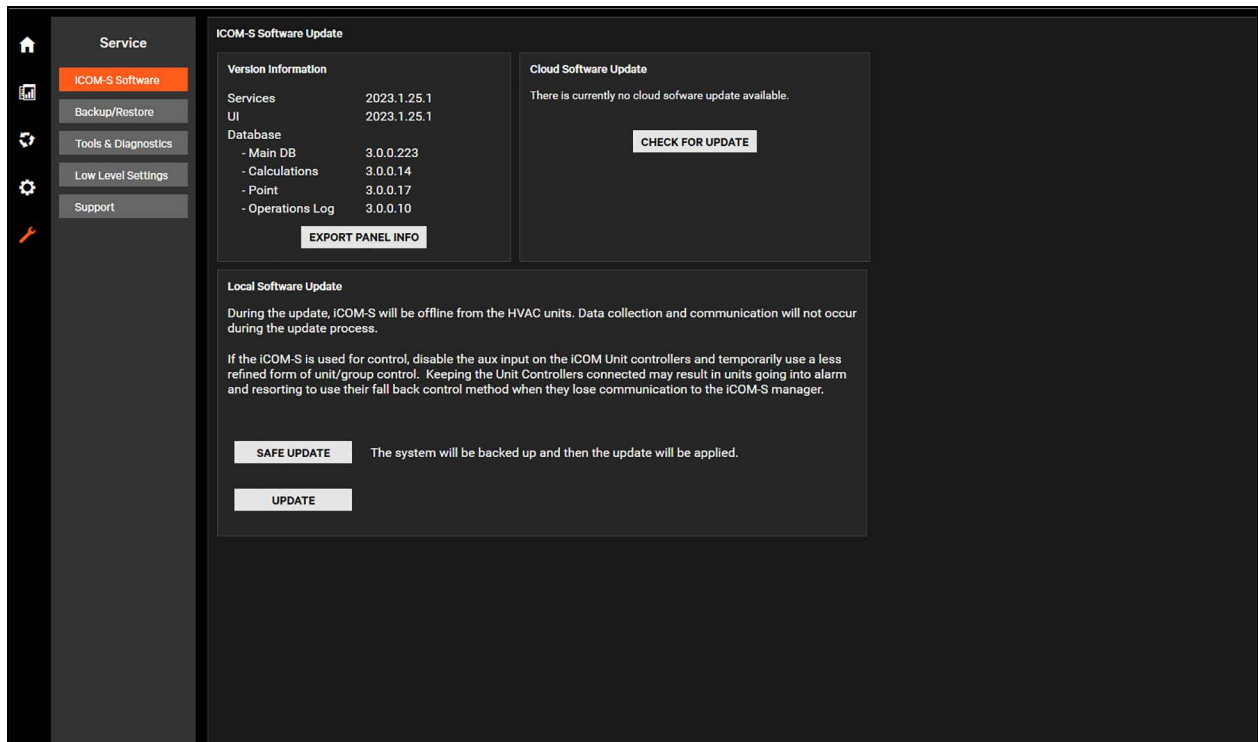 Service
iCOM-S Software
Backup/Restore
Tools & Diagnostics
Low Level Settings
Support
iCOM-S Software Update
Version Information
Services 2023.1.25.1
UI 2023.1.25.1
Database
- Main DB 3.0.0.223
- Calculations 3.0.0.14
- Point 3.0.0.17
- Operations Log 3.0.0.10
EXPORT PANEL INFO
Cloud Software Update
There is currently no cloud sofware update available.
CHECK FOR UPDATE
Local Software Update
During the update, iCOM-S will be offline from the HVAC units. Data collection and communication will not occur
during the update process.
If the iCOM-S is used for control, disable the aux input on the iCOM Unit controllers and temporarily use a less
refined form of unit/group control. Keeping the Unit Controllers connected may result in units going into alarm
and resorting to use their fall back control method when they lose communication to the iCOM-S manager.
SAFE UPDATE The system will be backed up and then the update will be applied.
UPDATE